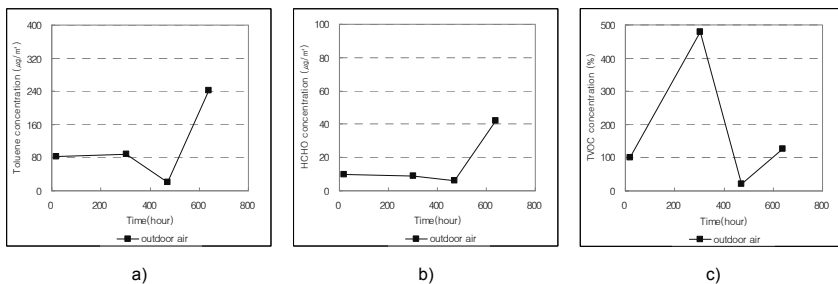 Toluene concentration (㎍/㎥)
400
320
240
160
80
0
0 200 400 600 800
Time(hour)
outdoor air
a)
HCHO concentration (㎍/㎥)
100
80
60
40
20
0
0 200 400 600 800
Time(hour)
outdoor air
b)
TVOC concentration (%)
500
400
300
200
100
0
0 200 400 600 800
Time(hour)
outdoor air
c)